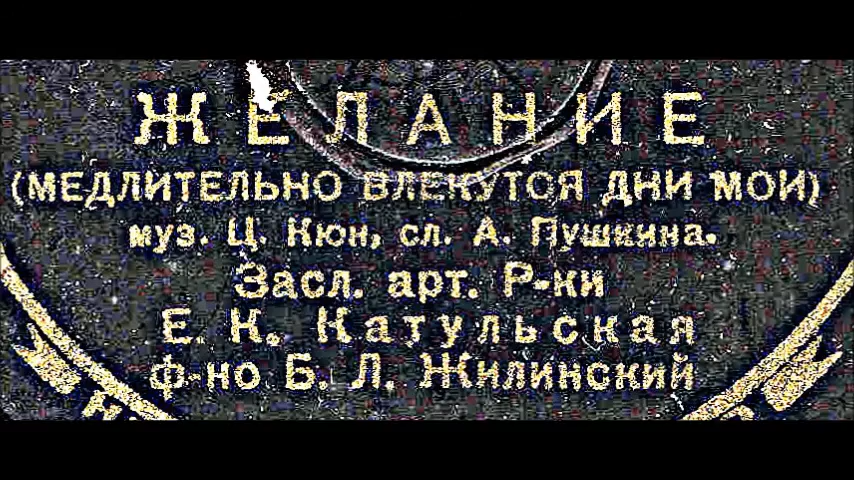 ЖЕЛАНИЕ
(МЕДЛИТЕЛЬНО ВЛЕКУТСЯ ДНИ МОИ)
муз. Ц. Кюи, сл. А. Пушкина.
Засл. арт. Р-ки
Е. К. Катульская
ф-но Б. Л. Жилинский